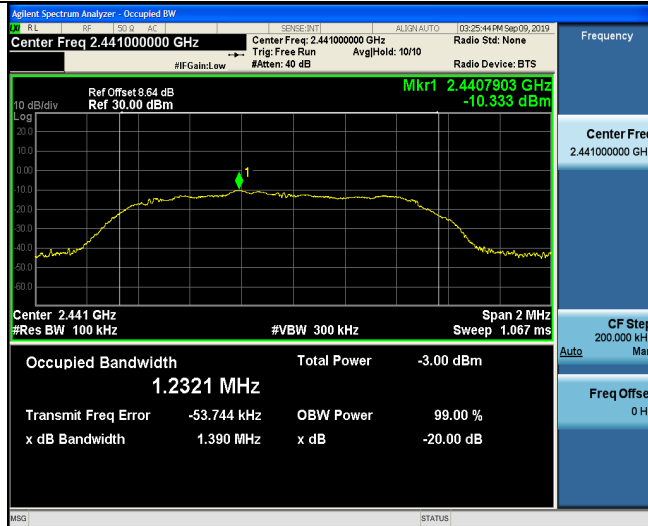 Agilent Spectrum Analyzer - Occupied BW
LXI RL RF 50 Ω AC SENSE:INT ALIGN AUTO 03:25:44 PM Sep 09, 2019
Center Freq 2.441000000 GHz
Center Freq: 2.441000000 GHz
Radio Std: None
Frequency
Trig: Free Run
Avg|Hold: 10/10
#IFGain:Low
#Atten: 40 dB
Radio Device: BTS
Ref Offset 8.64 dB
Mkr1 2.4407903 GHz
10 dB/div
Ref 30.00 dBm
-10.333 dBm
Log
20.0
10.0
0.00
-10.0
-20.0
-30.0
-40.0
-50.0
-60.0
1
Center Fre
2.441000000 GH
Center 2.441 GHz
Span 2 MHz
#Res BW 100 kHz
#VBW 300 kHz
Sweep 1.067 ms
CF Step
200.000 kH
Auto Mar
Occupied Bandwidth
Total Power
-3.00 dBm
1.2321 MHz
Freq Offse
0 H
Transmit Freq Error
-53.744 kHz
OBW Power
99.00 %
x dB Bandwidth
1.390 MHz
x dB
-20.00 dB
MSG
STATUS